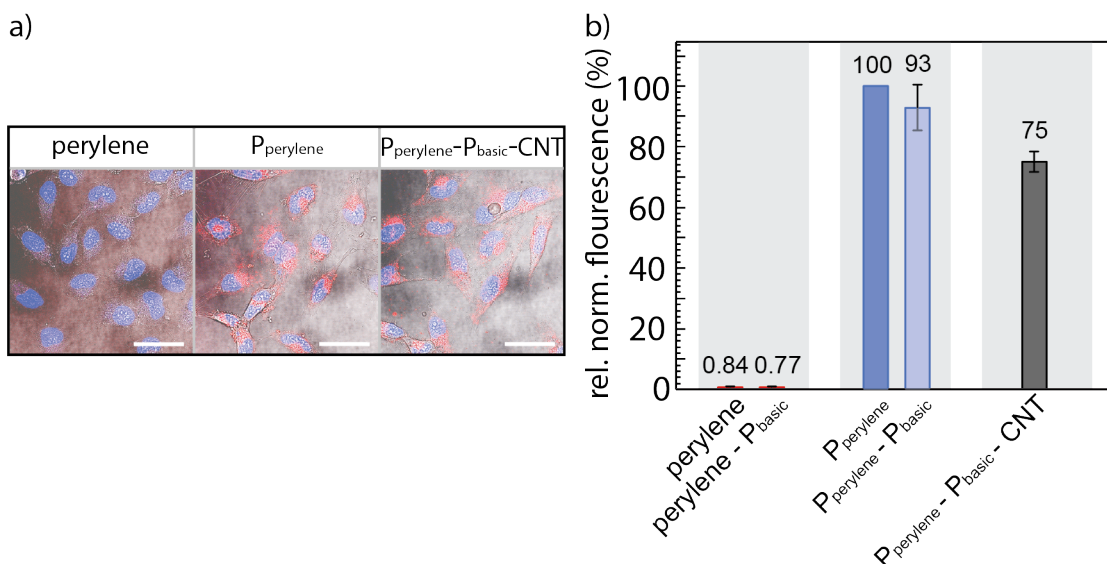 a)
perylene
Pperylene
Pperylene-Pbasic-CNT
b)
rel. norm. flourescence (%)
100
80
60
40
20
0
0.84
0.77
100
93
75
perylene
perylene - Pbasic
Pperylene
Pperylene - Pbasic
Pperylene - Pbasic - CNT